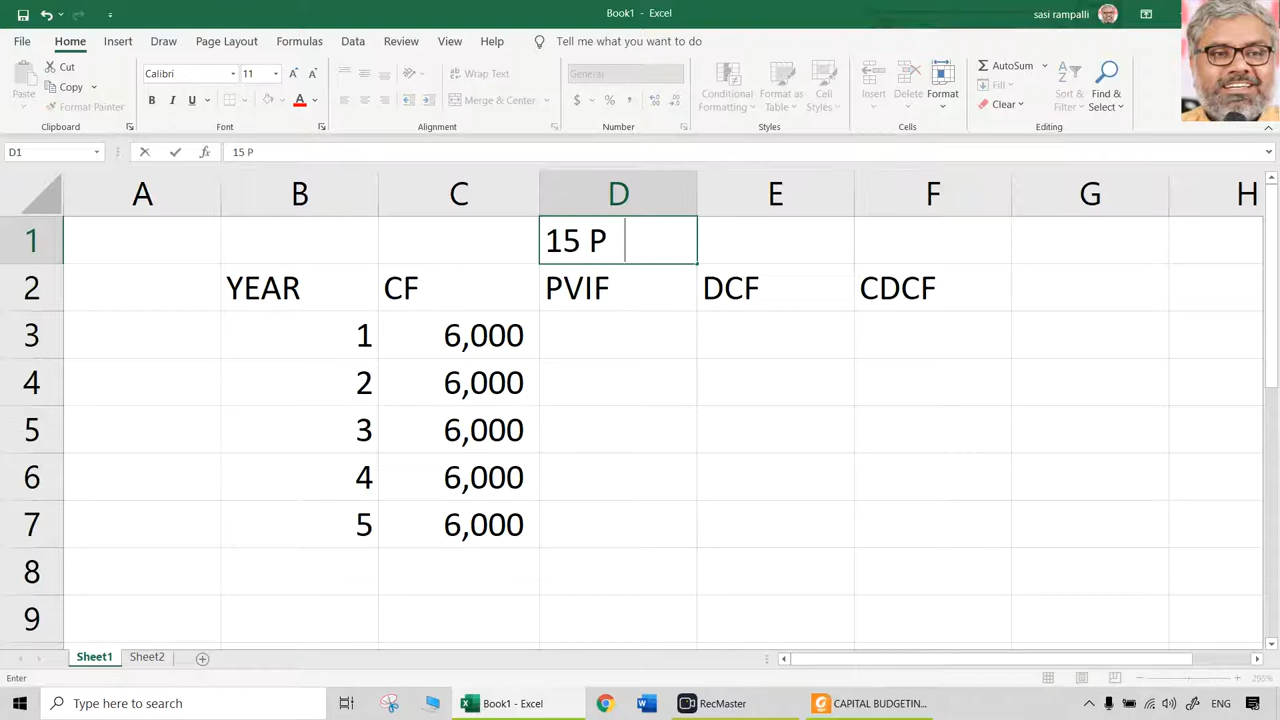 Book1 - Excel
sasi rampalli
File Home Insert Draw Page Layout Formulas Data Review View Help Tell me what you want to do
Paste
Cut
Copy
Format Painter
Clipboard
Calibri 11
B I U
Font
Wrap Text
Merge & Center
Alignment
General
$ % ,
Number
Conditional Formatting
Format as Table
Cell Styles
Styles
Insert
Delete
Format
Cells
AutoSum
Fill
Clear
Sort & Filter
Find & Select
Editing
D1 fx 15 P
A B C D E F G H
1 15 P
2 YEAR CF PVIF DCF CDCF
3 1 6,000
4 2 6,000
5 3 6,000
6 4 6,000
7 5 6,000
8
9
Sheet1 Sheet2
Enter 295%
Type here to search
Book1 - Excel
RecMaster
CAPITAL BUDGETIN...
ENG